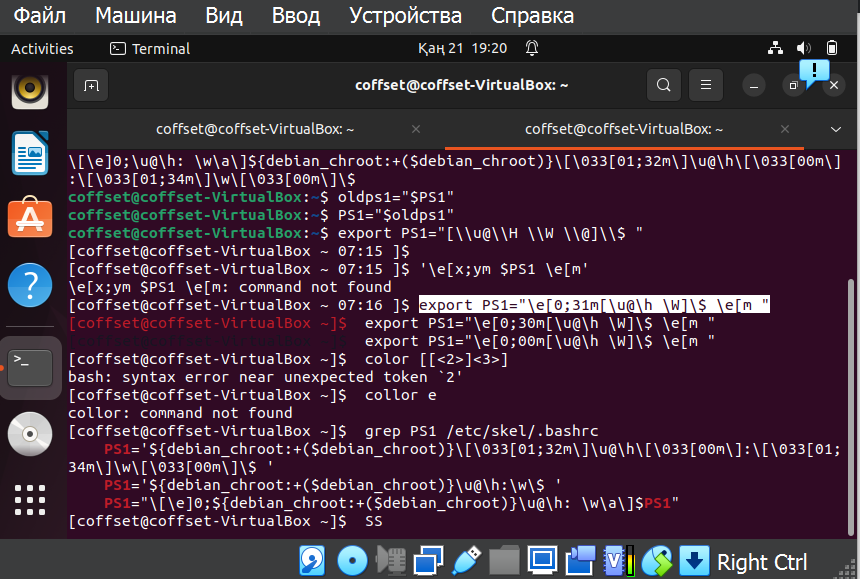 Файл Машина Вид Ввод Устройства Справка
Activities Terminal Қаң 21 19:20
coffset@coffset-VirtualBox: ~
coffset@coffset-VirtualBox: ~ coffset@coffset-VirtualBox: ~
\[\e]0;\u@\h: \w\a\]${debian_chroot:+($debian_chroot)}\[\033[01;32m\]\u@\h\[\033[00m\]
:\[\033[01;34m\]\w\[\033[00m\]\$
coffset@coffset-VirtualBox:~$ oldps1="$PS1"
coffset@coffset-VirtualBox:~$ PS1="$oldps1"
coffset@coffset-VirtualBox:~$ export PS1="[\\u@\\H \\W \\@]\\$ "
[coffset@coffset-VirtualBox ~ 07:15 ]$
[coffset@coffset-VirtualBox ~ 07:15 ]$ '\e[x;ym $PS1 \e[m'
\e[x;ym $PS1 \e[m: command not found
[coffset@coffset-VirtualBox ~ 07:16 ]$ export PS1="\e[0;31m[\u@\h \W]\$ \e[m "
[coffset@coffset-VirtualBox ~]$ export PS1="\e[0;30m[\u@\h \W]\$ \e[m "
[coffset@coffset-VirtualBox ~]$ export PS1="\e[0;00m[\u@\h \W]\$ \e[m "
[coffset@coffset-VirtualBox ~]$ color [[<2>]<3>]
bash: syntax error near unexpected token `2'
[coffset@coffset-VirtualBox ~]$ collor e
collor: command not found
[coffset@coffset-VirtualBox ~]$ grep PS1 /etc/skel/.bashrc
PS1='${debian_chroot:+($debian_chroot)}\[\033[01;32m\]\u@\h\[\033[00m\]:\[\033[01;
34m\]\w\[\033[00m\]\$ '
PS1='${debian_chroot:+($debian_chroot)}\u@\h:\w\$ '
PS1="\[\e]0;${debian_chroot:+($debian_chroot)}\u@\h: \w\a\]$PS1"
[coffset@coffset-VirtualBox ~]$ SS
Right Ctrl